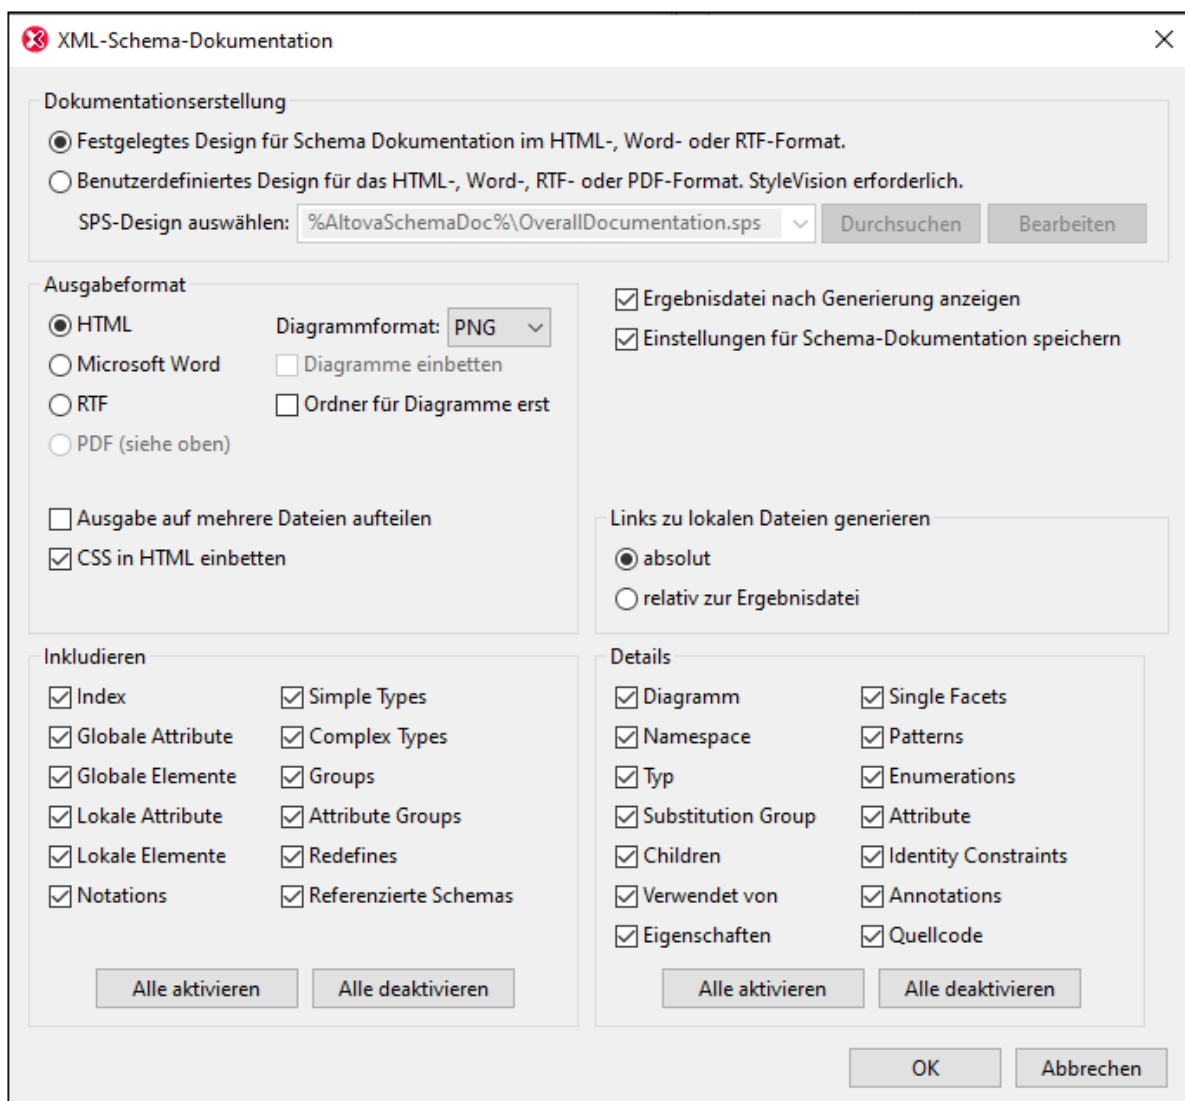 XML-Schema-Dokumentation
Dokumentationserstellung
Festgelegtes Design für Schema Dokumentation im HTML-, Word- oder RTF-Format.
Benutzerdefiniertes Design für das HTML-, Word-, RTF- oder PDF-Format. StyleVision erforderlich.
SPS-Design auswählen: %AltovaSchemaDoc%\OverallDocumentation.sps Durchsuchen Bearbeiten
Ausgabeformat
HTML Diagrammformat: PNG
Microsoft Word Diagramme einbetten
RTF Ordner für Diagramme erst
PDF (siehe oben)
Ausgabe auf mehrere Dateien aufteilen
CSS in HTML einbetten
Ergebnisdatei nach Generierung anzeigen
Einstellungen für Schema-Dokumentation speichern
Links zu lokalen Dateien generieren
absolut
relativ zur Ergebnisdatei
Inkludieren
Index Simple Types
Globale Attribute Complex Types
Globale Elemente Groups
Lokale Attribute Attribute Groups
Lokale Elemente Redefines
Notations Referenzierte Schemas
Alle aktivieren Alle deaktivieren
Details
Diagramm Single Facets
Namespace Patterns
Typ Enumerations
Substitution Group Attribute
Children Identity Constraints
Verwendet von Annotations
Eigenschaften Quellcode
Alle aktivieren Alle deaktivieren
OK Abbrechen